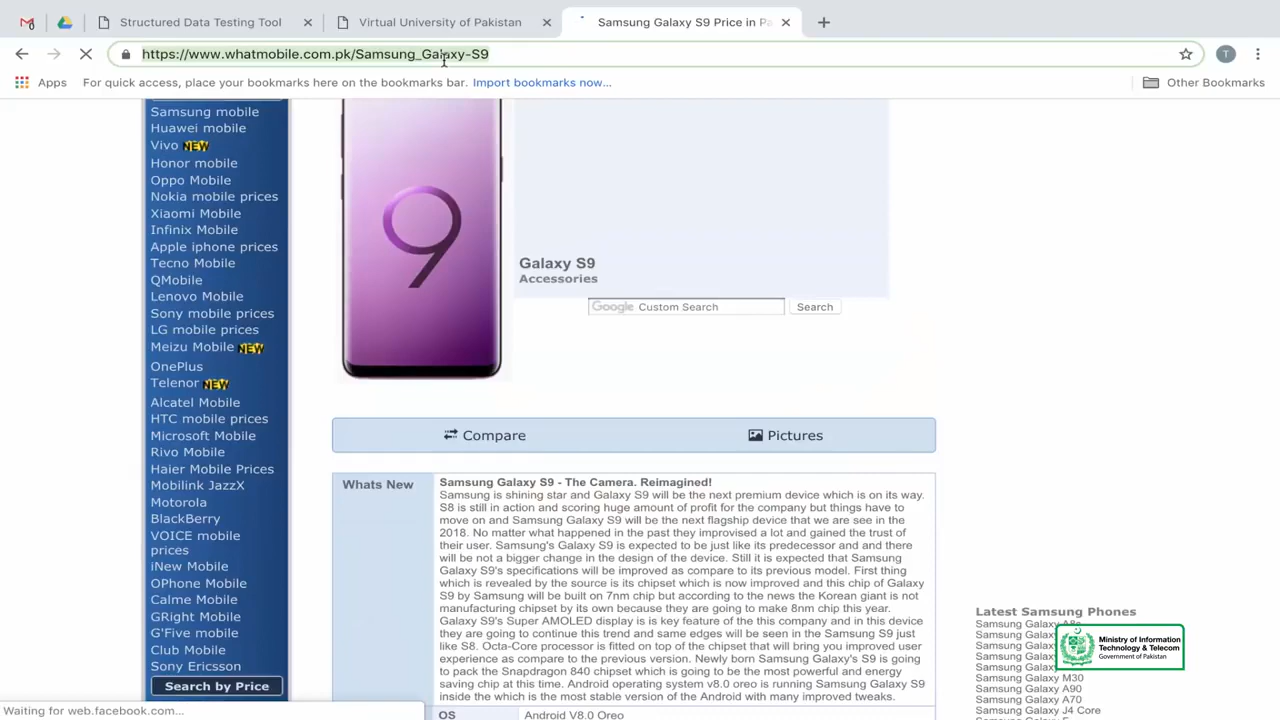 Structured Data Testing Tool
Virtual University of Pakistan
Samsung Galaxy S9 Price in Pa
https://www.whatmobile.com.pk/Samsung_Galaxy-S9
T
Apps
For quick access, place your bookmarks here on the bookmarks bar. Import bookmarks now...
Other Bookmarks
Samsung mobile
Huawei mobile
Vivo NEW
Honor mobile
Oppo Mobile
Nokia mobile prices
Xiaomi Mobile
Infinix Mobile
Apple iphone prices
Tecno Mobile
QMobile
Lenovo Mobile
Sony mobile prices
LG mobile prices
Meizu Mobile NEW
OnePlus
Telenor NEW
Alcatel Mobile
HTC mobile prices
Microsoft Mobile
Rivo Mobile
Haier Mobile Prices
Mobilink JazzX
Motorola
BlackBerry
VOICE mobile
prices
iNew Mobile
OPhone Mobile
Calme Mobile
GRight Mobile
G'Five mobile
Club Mobile
Sony Ericsson
Search by Price
Waiting for web.facebook.com...
9
Galaxy S9
Accessories
Google Custom Search
Search
Compare
Pictures
Whats New
Samsung Galaxy S9 - The Camera. Reimagined!
Samsung is shining star and Galaxy S9 will be the next premium device which is on its way.
S8 is still in action and scoring huge amount of profit for the company but things have to
move on and Samsung Galaxy S9 will be the next flagship device that we are see in the
2018. No matter what happened in the past they improvised a lot and gained the trust of
their user. Samsung's Galaxy S9 is expected to be just like its predecessor and and there
will be not a bigger change in the design of the device. Still it is expected that Samsung
Galaxy S9's specifications will be improved as compare to its previous model. First thing
which is revealed by the source is its chipset which is now improved and this chip of Galaxy
S9 by Samsung will be built on 7nm chip but according to the news the Korean giant is not
manufacturing chipset by its own because they are going to make 8nm chip this year.
Galaxy S9's Super AMOLED display is is key feature of the this company and in this device
they are going to continue this trend and same edges will be seen in the Samsung S9 just
like S8. Octa-Core processor is fitted on top of the chipset that will bring you improved user
experience as compare to the previous version. Newly born Samsung Galaxy's S9 is going
to pack the Snapdragon 840 chipset which is going to be the most powerful and energy
saving chip at this time. Android operating system v8.0 oreo is running Samsung Galaxy S9
inside the which is the most stable version of the Android with many improved tweaks.
OS
Android V8.0 Oreo
Latest Samsung Phones
Samsung Galaxy A8s
Samsung Galaxy
Samsung Galaxy
Samsung Galaxy
Samsung Galaxy
Samsung Galaxy M30
Samsung Galaxy A90
Samsung Galaxy A70
Samsung Galaxy J4 Core
Ministry of Information
Technology & Telecom
Government of Pakistan